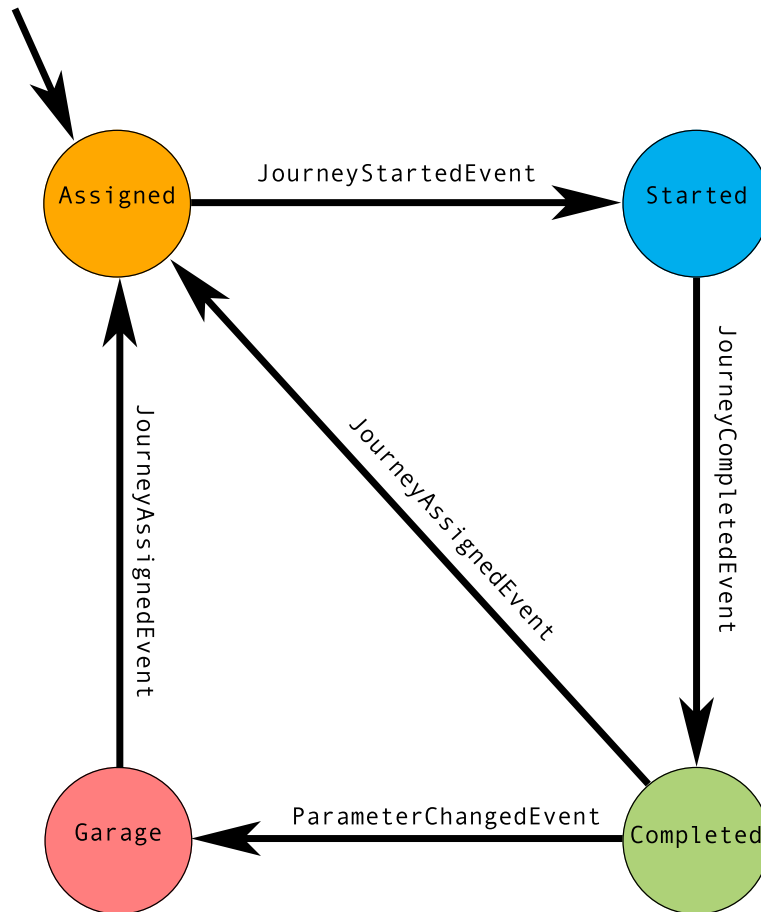 JourneyStartedEvent
Assigned
Started
JourneyCompletedEvent
JourneyAssignedEvent
JourneyAssignedEvent
ParameterChangedEvent
Garage
Completed